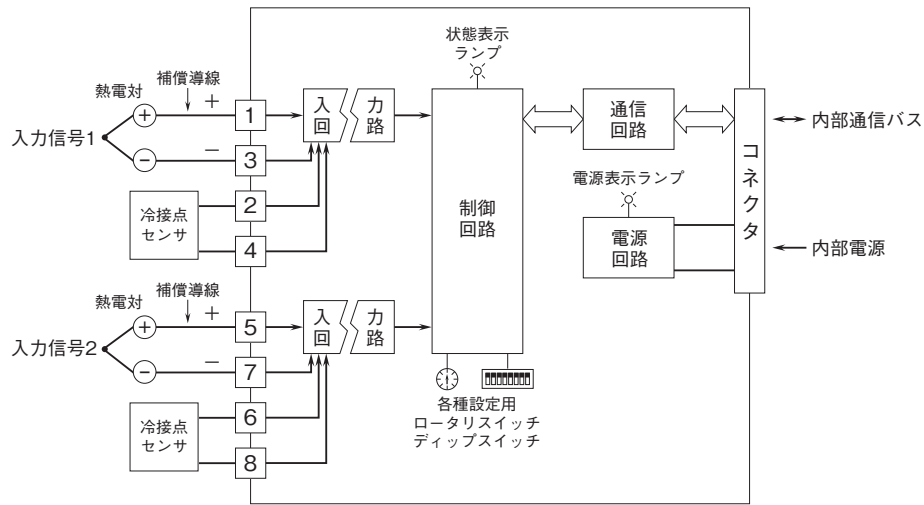 状態表示
ランプ
熱電対
補償導線
+
入力信号1
+
−
−
1
3
2
4
冷接点
センサ
入力
回路
制御
回路
通信
回路
コネクタ
内部通信バス
電源表示ランプ
電源
回路
内部電源
熱電対
補償導線
+
入力信号2
+
−
−
5
7
6
8
冷接点
センサ
入力
回路
各種設定用
ロータリスイッチ
ディップスイッチ